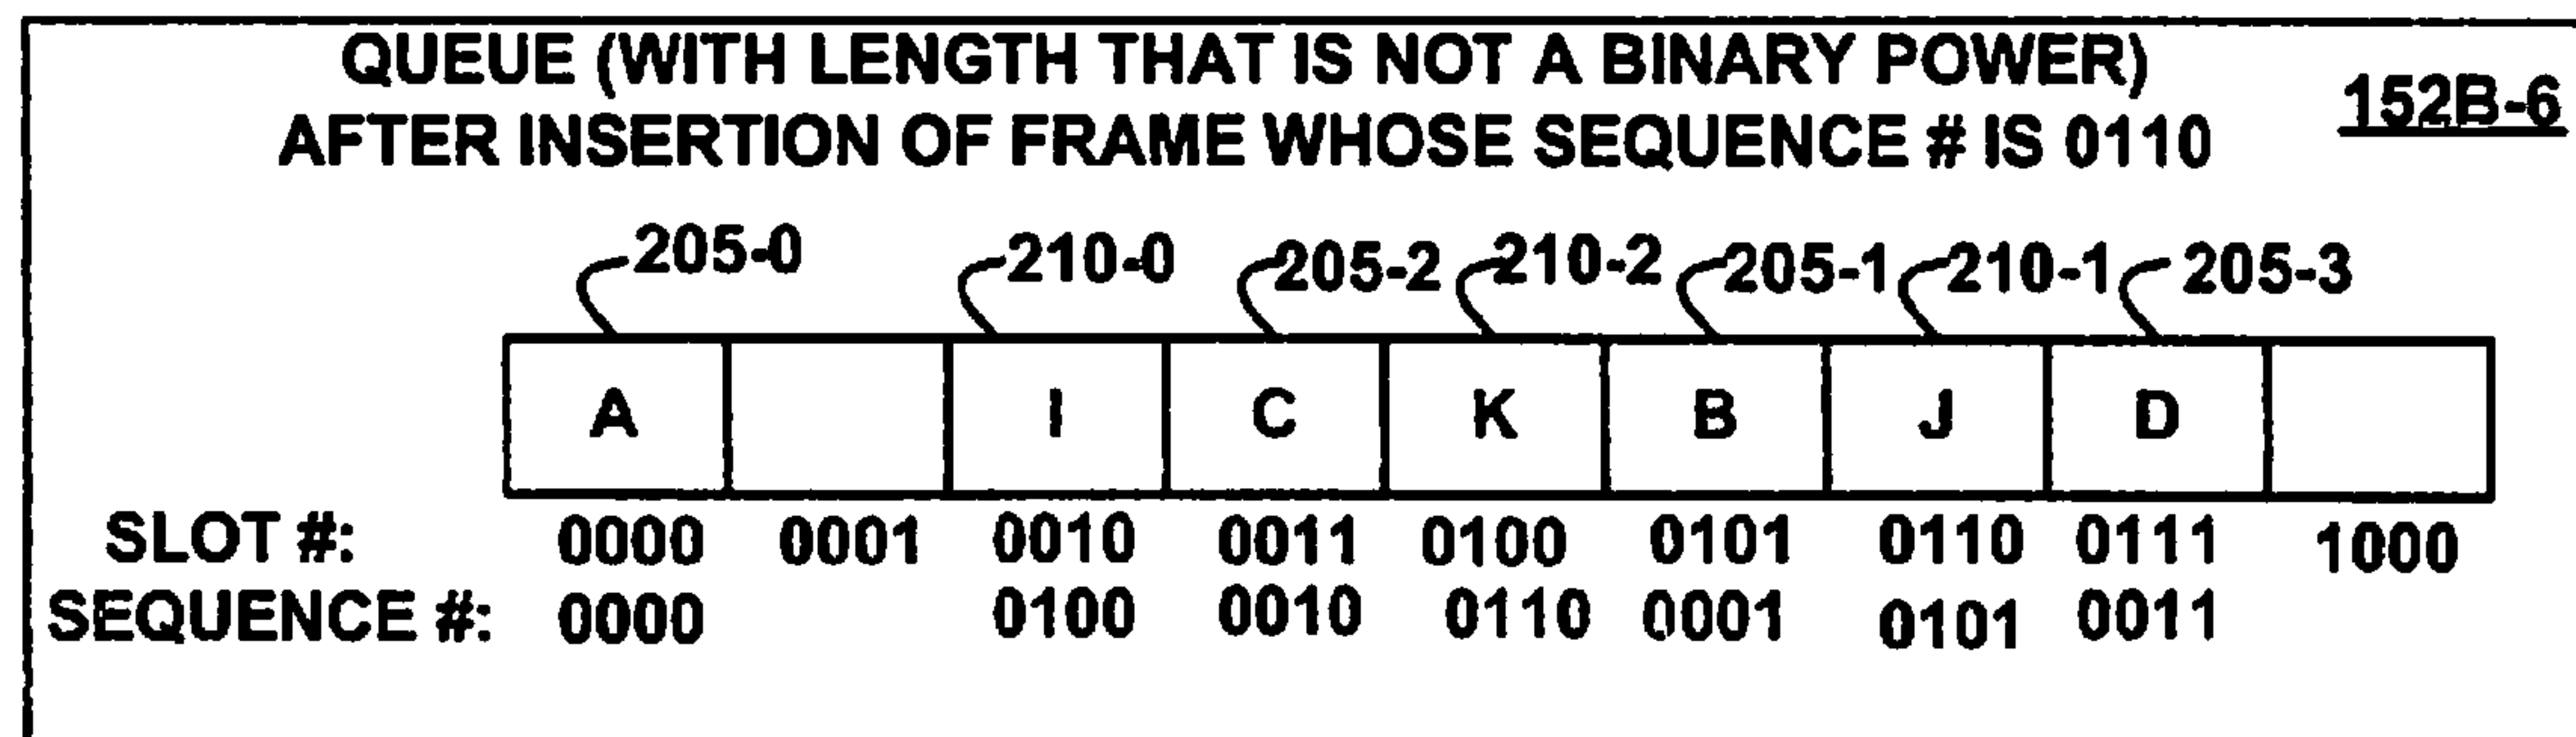 QUEUE (WITH LENGTH THAT IS NOT A BINARY POWER)
AFTER INSERTION OF FRAME WHOSE SEQUENCE # IS 0110
152B-6
205-0 210-0 205-2 210-2 205-1 210-1 205-3
A I C K B J D
SLOT #: 0000 0001 0010 0011 0100 0101 0110 0111 1000
SEQUENCE #: 0000 0100 0010 0110 0001 0101 0011